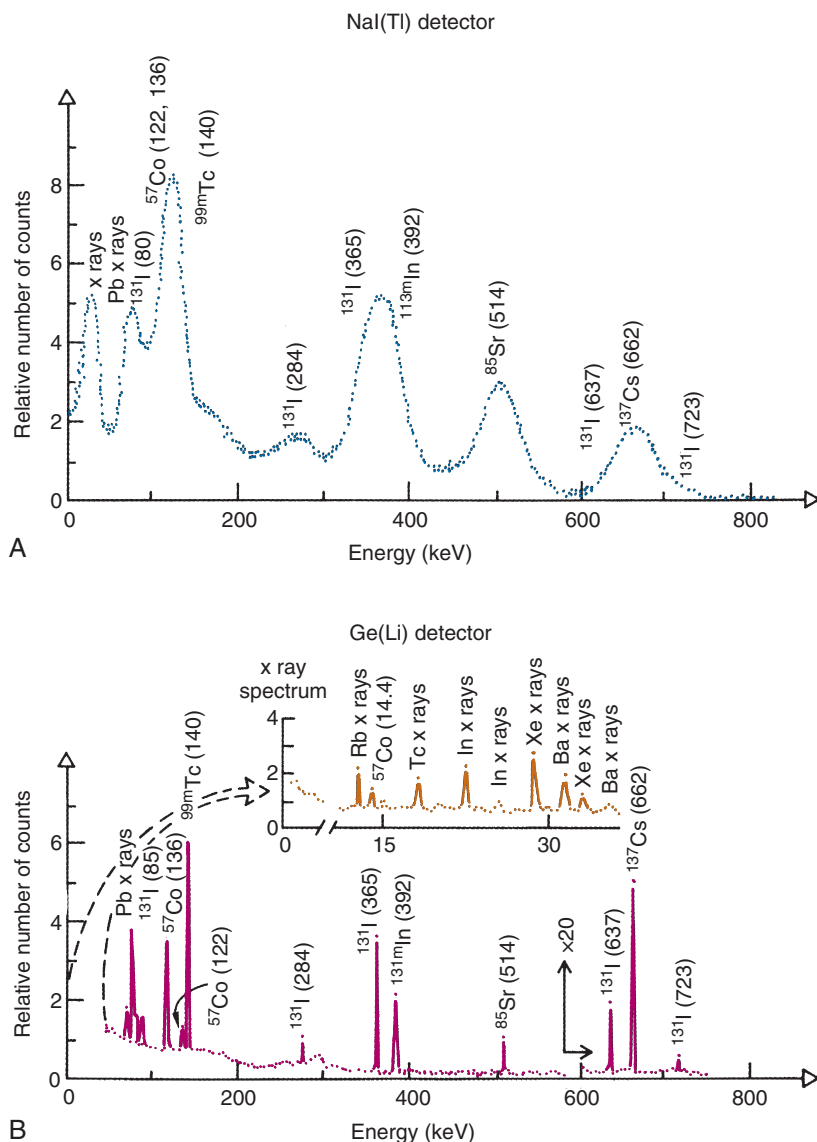 NaI(Tl) detector
⁵⁷Co (122, 136)
⁹⁹ᵐTc (140)
x rays
Pb x rays
¹³¹I (80)
¹³¹I (284)
¹³¹I (365)
¹¹³ᵐIn (392)
⁸⁵Sr (514)
¹³¹I (637)
¹³⁷Cs (662)
¹³¹I (723)
Relative number of counts
8
6
4
2
0
0 200 400 600 800
Energy (keV)
A
Ge(Li) detector
x ray
spectrum
4
2
0
Rb x rays
⁵⁷Co (14.4)
Tc x rays
In x rays
In x rays
Xe x rays
Ba x rays
Xe x rays
Ba x rays
0 15 30
Pb x rays
¹³¹I (85)
⁵⁷Co (136)
⁹⁹ᵐTc (140)
⁵⁷Co (122)
¹³¹I (284)
¹³¹I (365)
¹³¹ᵐIn (392)
⁸⁵Sr (514)
×20
¹³¹I (637)
¹³⁷Cs (662)
¹³¹I (723)
Relative number of counts
6
4
2
0
0 200 400 600 800
Energy (keV)
B